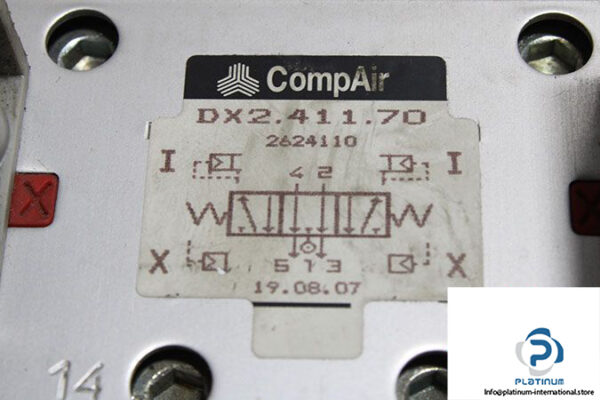 CompAir
DX2.411.70
2624110
I I
4 2
X X
X X
5 1 3
19.08.07
14
PLATINUM
info@platinum-international.store